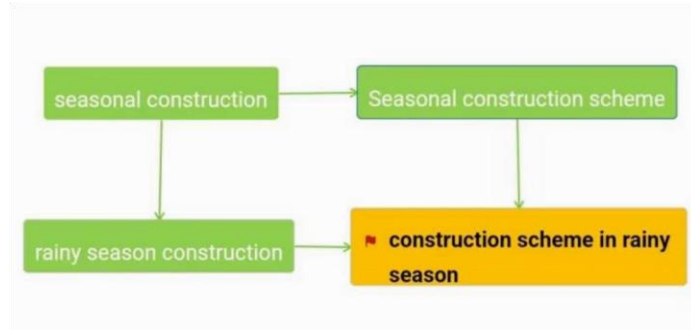 seasonal construction
Seasonal construction scheme
rainy season construction
construction scheme in rainy
season